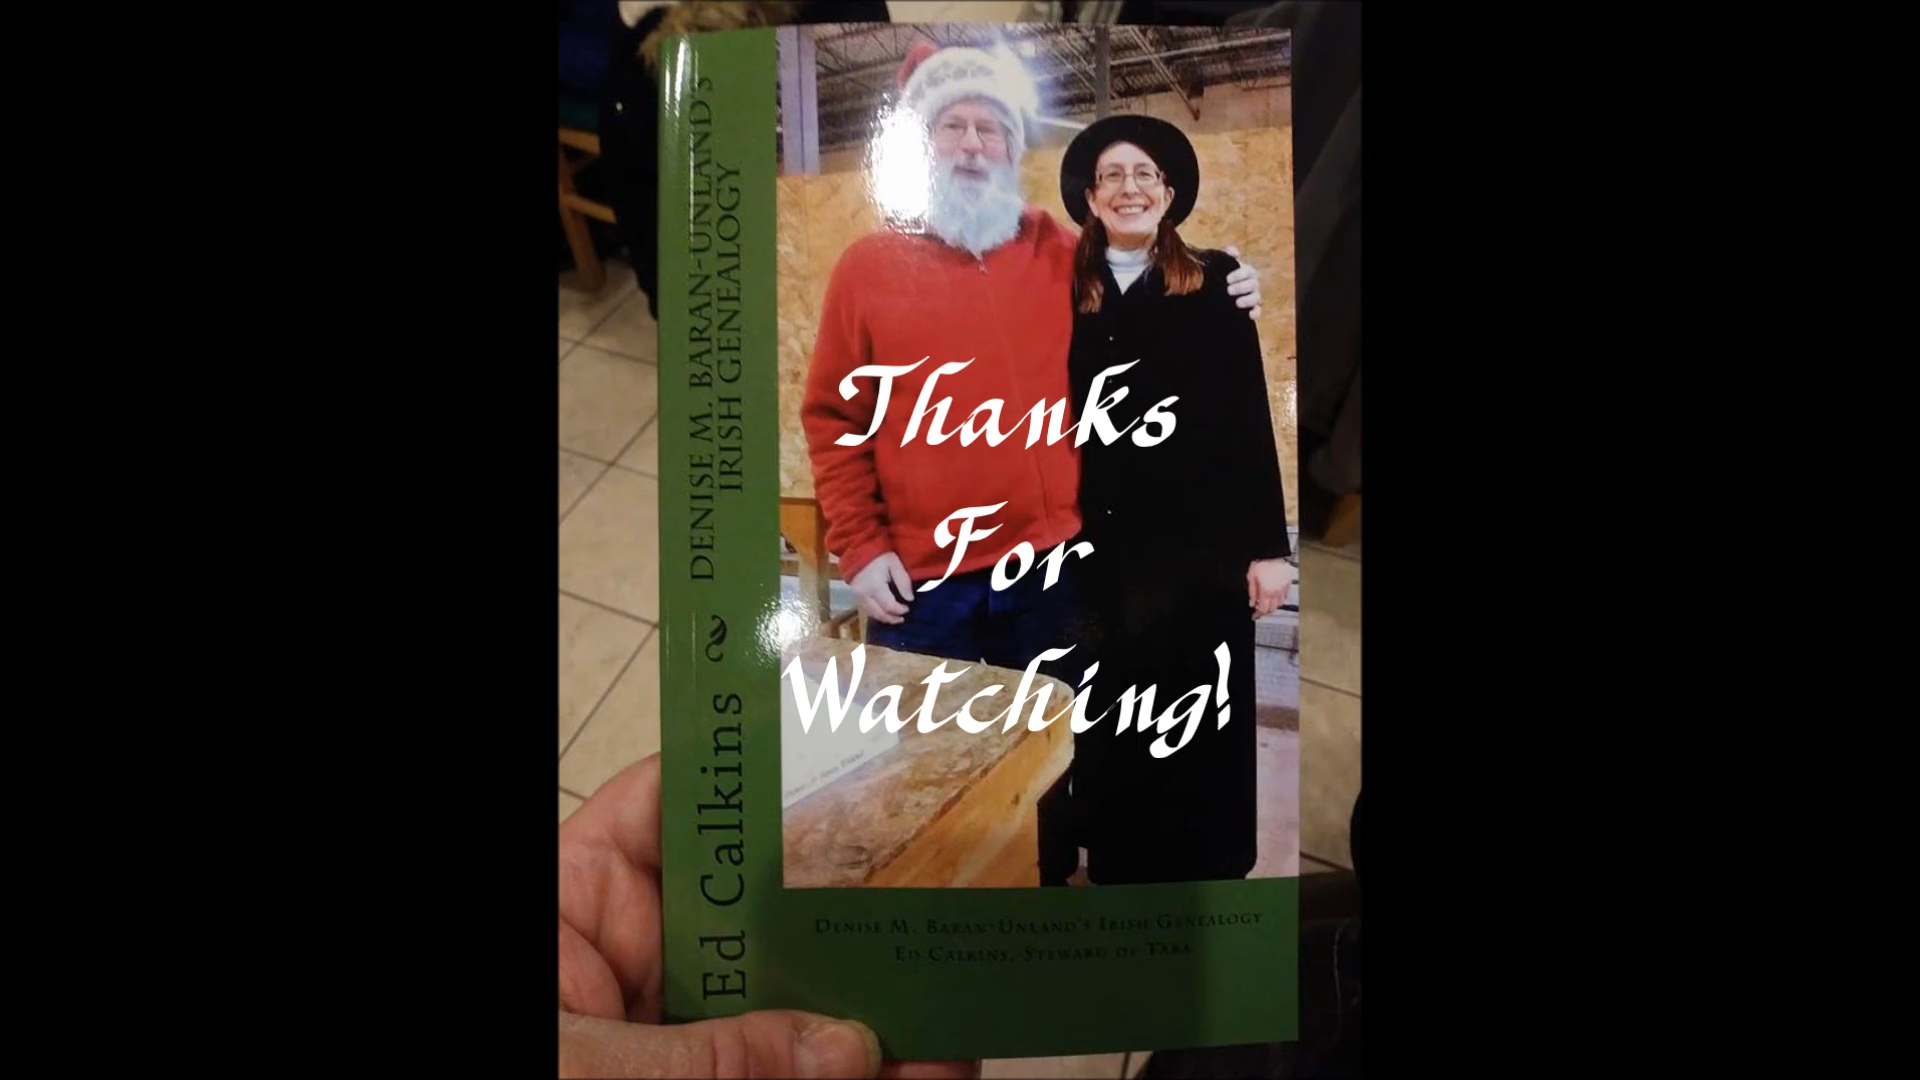 DENISE M. BARAN-UNLAND'S
IRISH GENEALOGY
Ed Calkins
Thanks
For
Watching!
DENISE M. BARAN-UNLAND'S IRISH GENEALOGY
ED CALKINS, STEWARD OF TARA